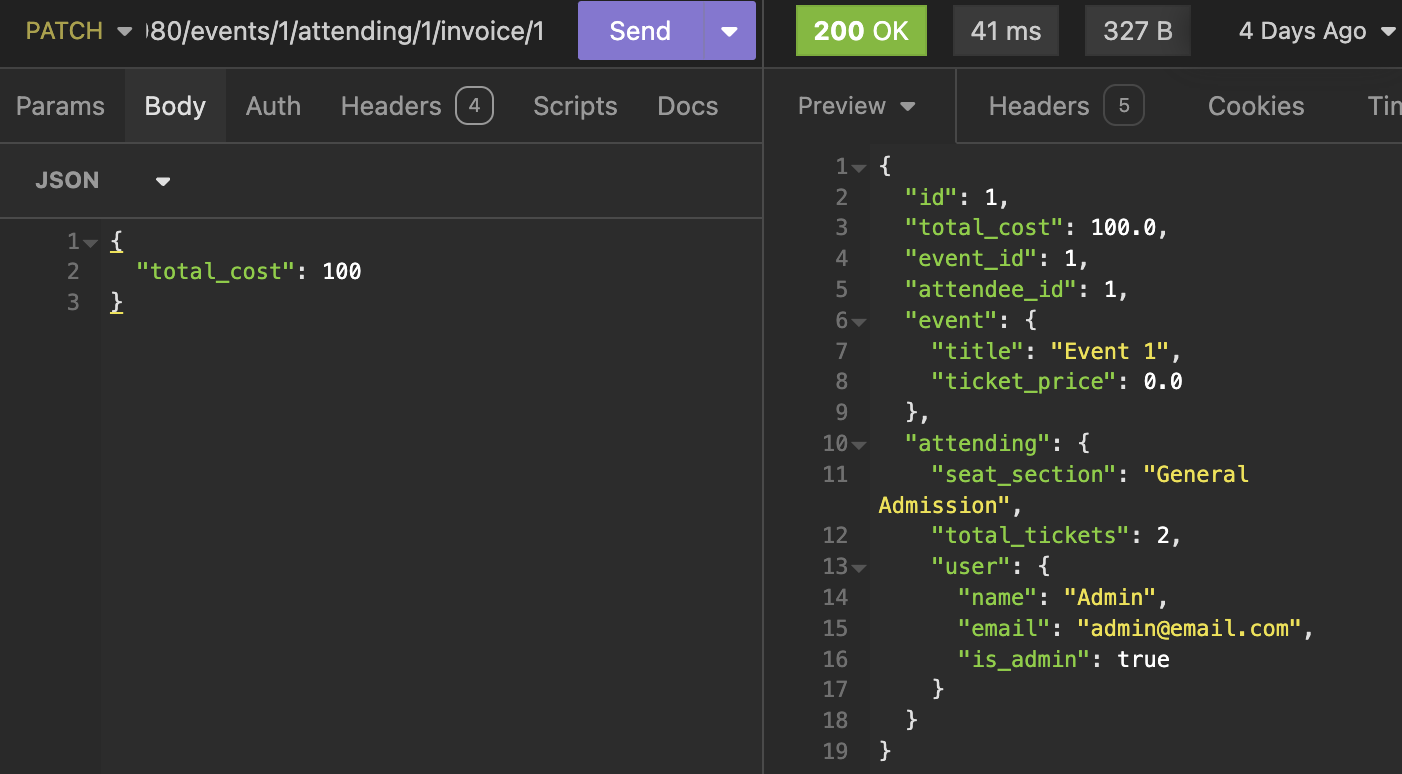 PATCH 080/events/1/attending/1/invoice/1 Send 200 OK 41 ms 327 B 4 Days Ago
Params Body Auth Headers 4 Scripts Docs Preview Headers 5 Cookies Tim
JSON
1 {
2 "total_cost": 100
3 }
1 {
2 "id": 1,
3 "total_cost": 100.0,
4 "event_id": 1,
5 "attendee_id": 1,
6 "event": {
7 "title": "Event 1",
8 "ticket_price": 0.0
9 },
10 "attending": {
11 "seat_section": "General
Admission",
12 "total_tickets": 2,
13 "user": {
14 "name": "Admin",
15 "email": "admin@email.com",
16 "is_admin": true
17 }
18 }
19 }